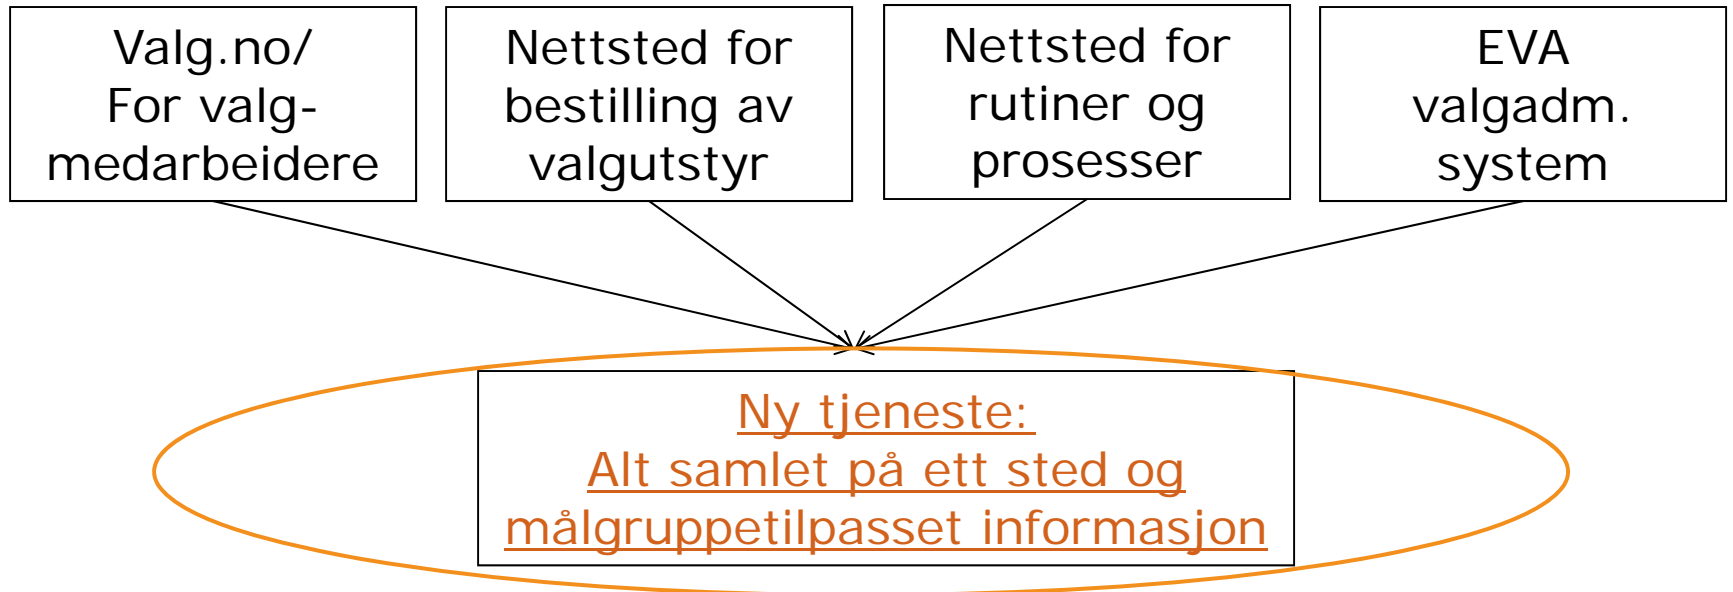 Valg.no/
For valg-
medarbeidere
Nettsted for
bestilling av
valgutstyr
Nettsted for
rutiner og
prosesser
EVA
valgadm.
system
Ny tjeneste:
Alt samlet på ett sted og
målgruppetilpasset informasjon